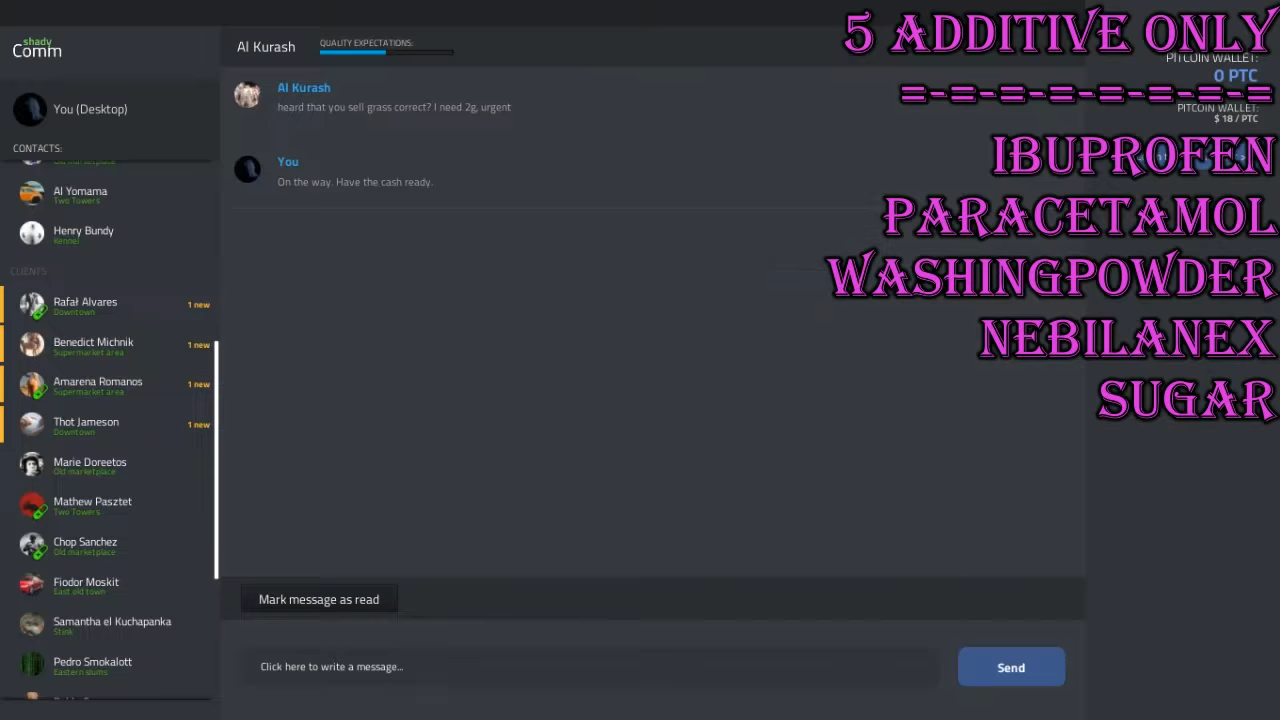 shady
Comm
You (Desktop)
CONTACTS:
Old marketplace
Al Yomama
Two Towers
Henry Bundy
Kennel
CLIENTS
Rafał Alvares
1 new
Downtown
Benedict Michnik
1 new
Supermarket area
Amarena Romanos
1 new
Supermarket area
Thot Jameson
1 new
Downtown
Marie Doreetos
Old marketplace
Mathew Pasztet
Two Towers
Chop Sanchez
Old marketplace
Fiodor Moskit
East old town
Samantha el Kuchapanka
Stink
Pedro Smokalott
Eastern slums
Al Kurash
QUALITY EXPECTATIONS:
Al Kurash
heard that you sell grass correct? I need 2g, urgent
You
On the way. Have the cash ready.
Mark message as read
Click here to write a message...
Send
5 ADDITIVE ONLY
PITCOIN WALLET:
0 PTC
=-=-=-=-=-=-=-=
PITCOIN WALLET:
$ 18 / PTC
IBUPROFEN
PARACETAMOL
WASHINGPOWDER
NEBILANEX
SUGAR